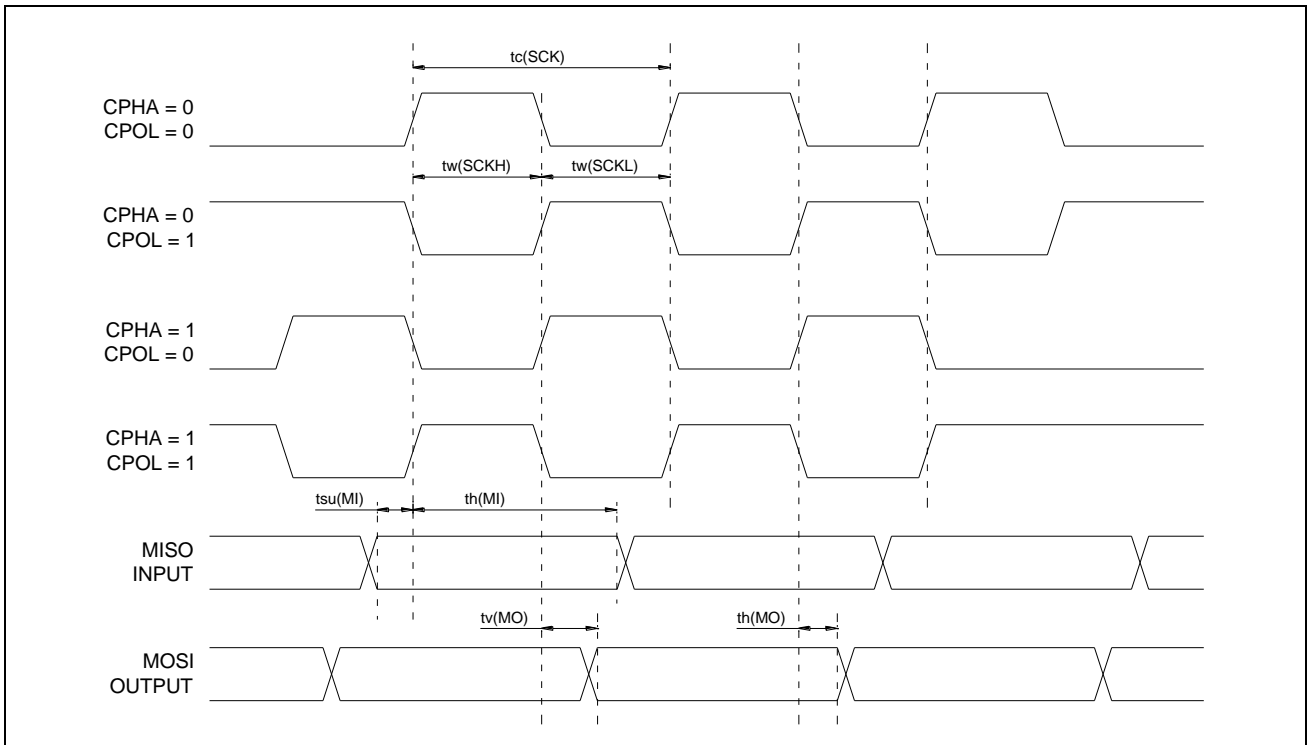 tc(SCK)
CPHA = 0
CPOL = 0
tw(SCKH)
tw(SCKL)
CPHA = 0
CPOL = 1
CPHA = 1
CPOL = 0
CPHA = 1
CPOL = 1
tsu(MI)
th(MI)
MISO
INPUT
tv(MO)
th(MO)
MOSI
OUTPUT